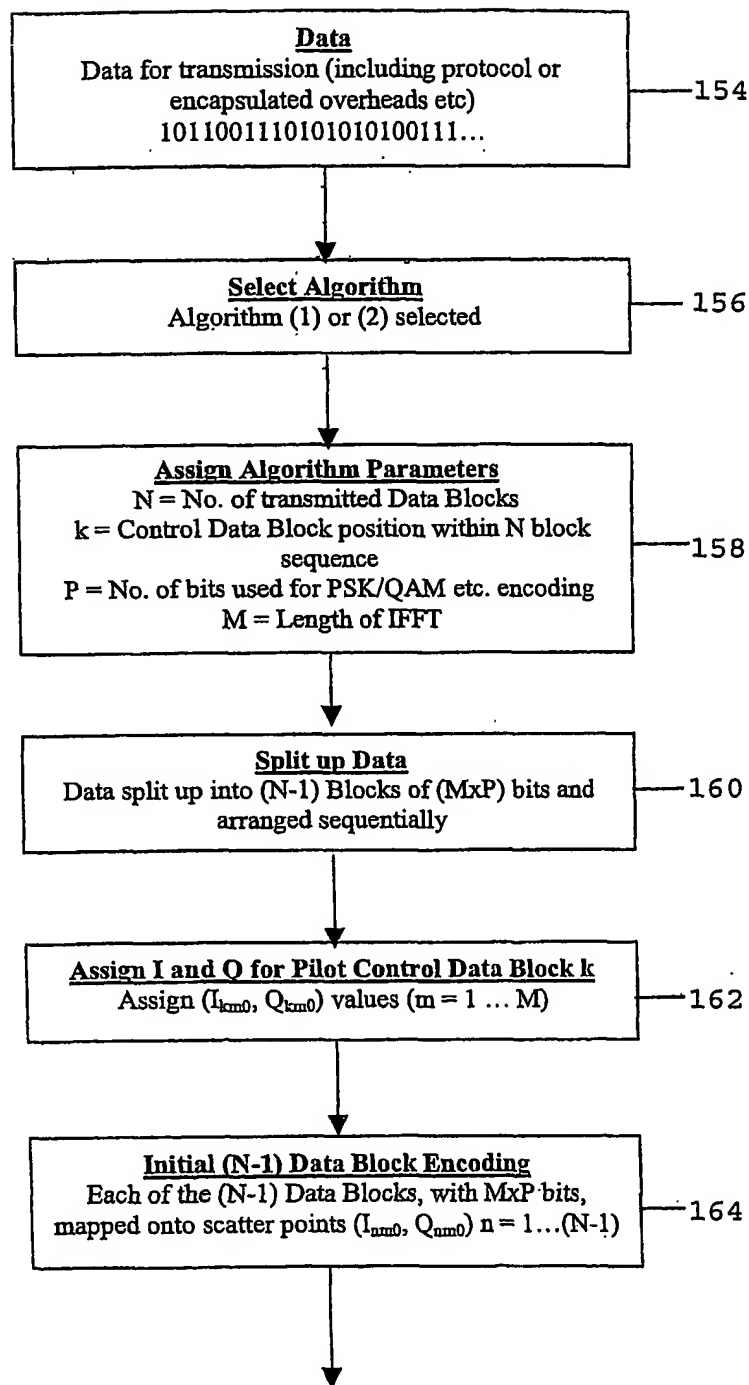 Data
Data for transmission (including protocol or
encapsulated overheads etc)
1011001110101010100111...
154
Select Algorithm
Algorithm (1) or (2) selected
156
Assign Algorithm Parameters
N = No. of transmitted Data Blocks
k = Control Data Block position within N block
sequence
P = No. of bits used for PSK/QAM etc. encoding
M = Length of IFFT
158
Split up Data
Data split up into (N-1) Blocks of (MxP) bits and
arranged sequentially
160
Assign I and Q for Pilot Control Data Block k
Assign (Ikm0, Qkm0) values (m = 1 ... M)
162
Initial (N-1) Data Block Encoding
Each of the (N-1) Data Blocks, with MxP bits,
mapped onto scatter points (Inm0, Qnm0) n = 1...(N-1)
164